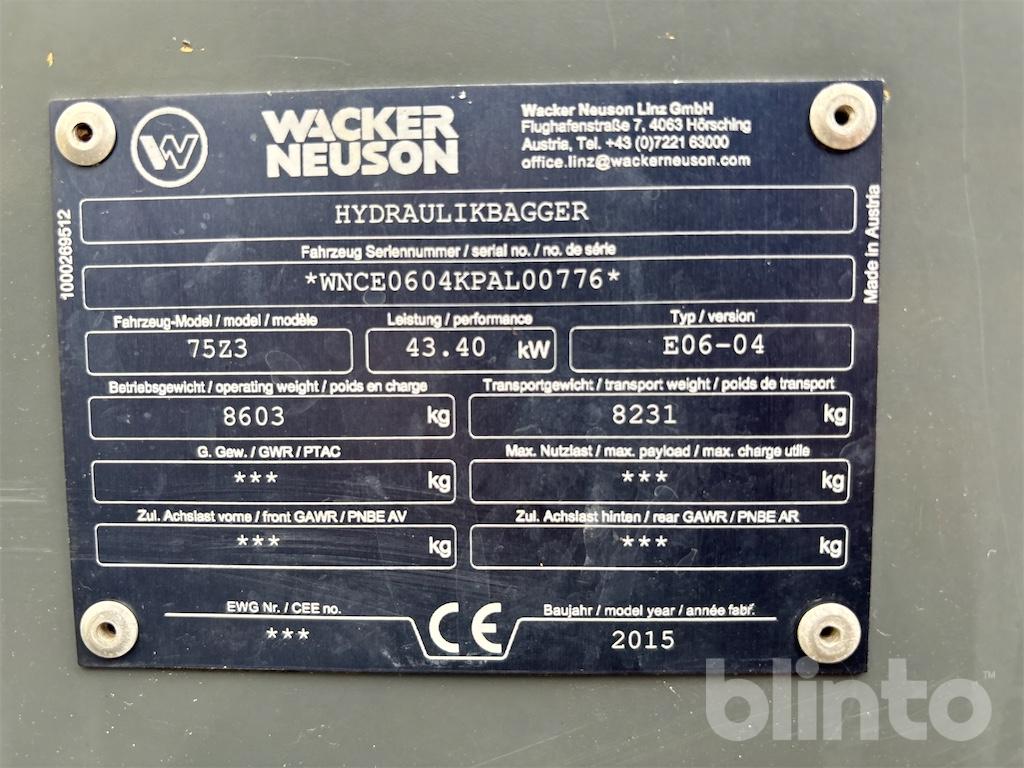 WACKER
NEUSON
Wacker Neuson Linz GmbH
Flughafenstraße 7, 4063 Hörsching
Austria, Tel. +43 (0)7221 63000
office.linz@wackerneuson.com
HYDRAULIKBAGGER
Fahrzeug Seriennummer / serial no. / no. de série
*WNCE0604KPAL00776*
1000269512
Made in Austria
Fahrzeug-Model / model / modèle
Leistung / performance
Typ / version
75Z3
43.40 kW
E06-04
Betriebsgewicht / operating weight / poids en charge
Transportgewicht / transport weight / poids de transport
8603 kg
8231 kg
G. Gew. / GWR / PTAC
Max. Nutzlast / max. payload / max. charge utile
*** kg
*** kg
Zul. Achslast vorne / front GAWR / PNBE AV
Zul. Achslast hinten / rear GAWR / PNBE AR
*** kg
*** kg
EWG Nr. / CEE no.
***
CE
Baujahr / model year / année fabr.
2015
blinto™